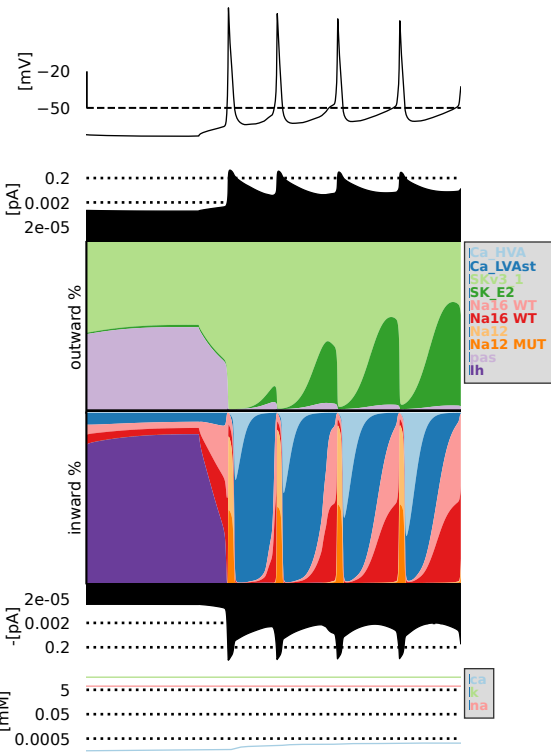 [mV]
−20
−50
[pA]
0.2
0.002
2e-05
outward %
Ca_HVA
Ca_LVAst
SKv3_1
SK_E2
Na16 WT
Na16 WT
Na12
Na12 MUT
pas
Ih
inward %
-[pA]
2e-05
0.002
0.2
[mM]
5
0.05
0.0005
ca
k
na